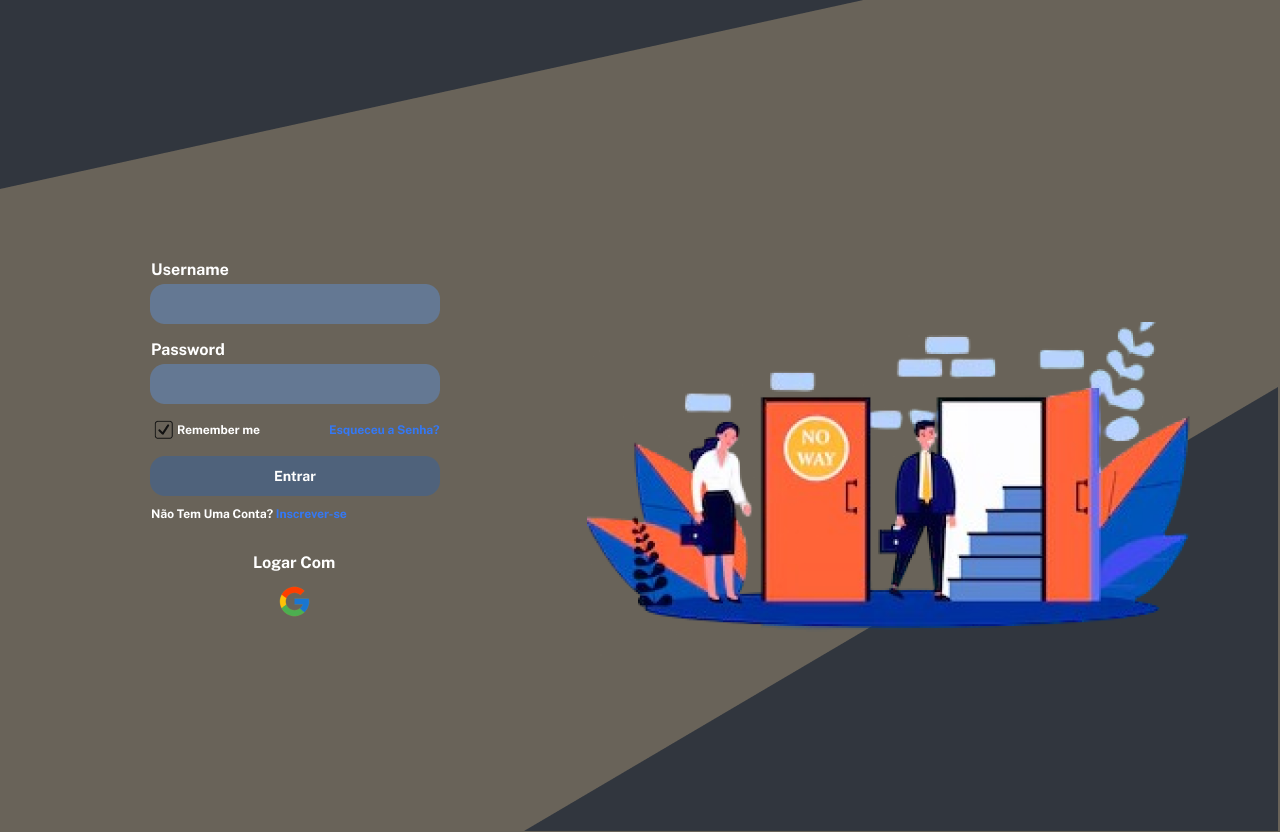 Username
Password
Remember me
Esqueceu a Senha?
Entrar
Não Tem Uma Conta? Inscrever-se
Logar Com
NO
WAY